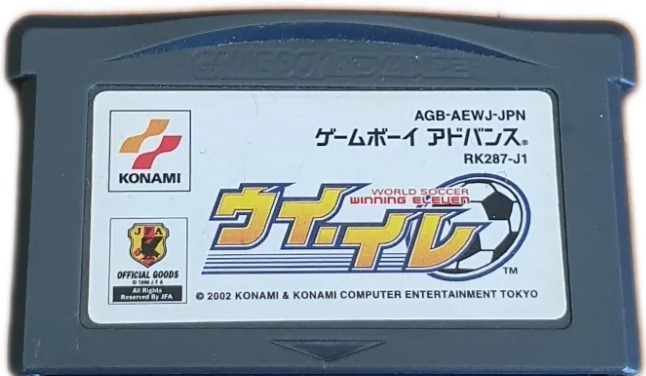 GAME BOY ADVANCE
AGB-AEWJ-JPN
ゲームボーイ アドバンス®
RK287-J1
KONAMI
WORLD SOCCER
WINNING ELEVEN
ウイ.イレ
TM
JFA
OFFICIAL GOODS
© 1996 J F A
All Rights
Reserved By JFA
© 2002 KONAMI & KONAMI COMPUTER ENTERTAINMENT TOKYO